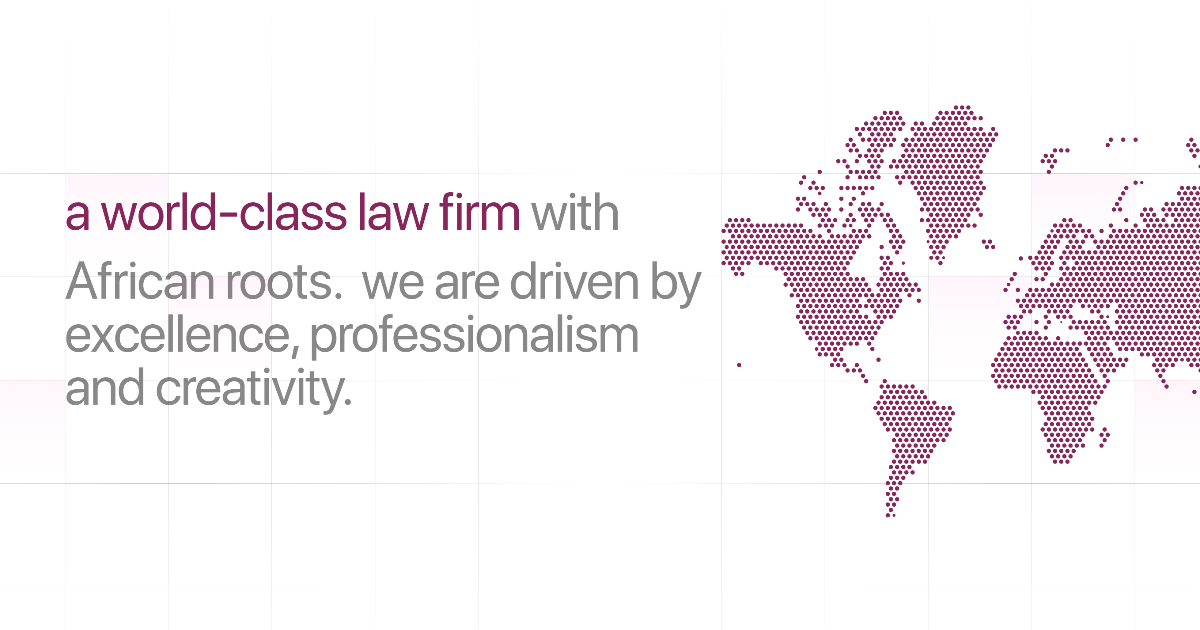 a world-class law firm with
African roots.  we are driven by
excellence, professionalism
and creativity.